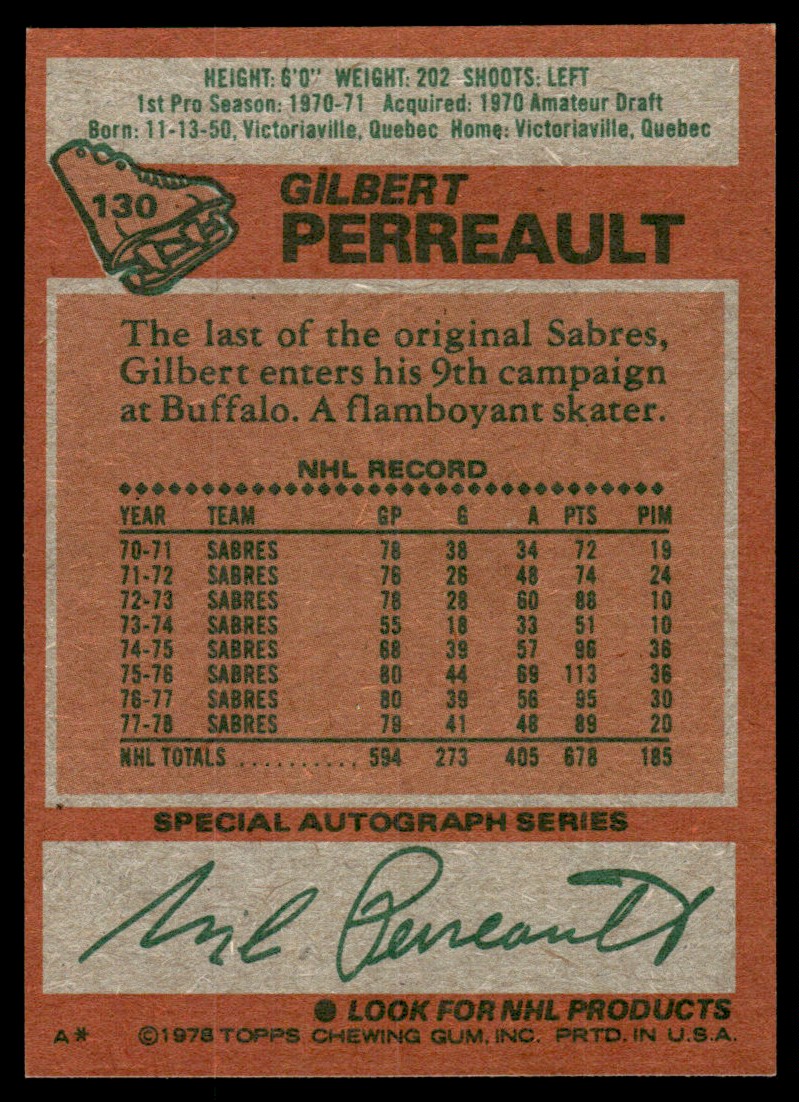 HEIGHT: 6'0" WEIGHT: 202 SHOOTS: LEFT
1st Pro Season: 1970-71 Acquired: 1970 Amateur Draft
Born: 11-13-50, Victoriaville, Quebec Home: Victoriaville, Quebec
130
GILBERT
PERREAULT
The last of the original Sabres,
Gilbert enters his 9th campaign
at Buffalo. A flamboyant skater.
NHL RECORD
YEAR TEAM GP G A PTS PIM
70-71 SABRES 78 38 34 72 19
71-72 SABRES 76 26 48 74 24
72-73 SABRES 78 28 60 88 10
73-74 SABRES 55 18 33 51 10
74-75 SABRES 68 39 57 96 36
75-76 SABRES 80 44 69 113 36
76-77 SABRES 80 39 56 95 30
77-78 SABRES 79 41 48 89 20
NHL TOTALS .......... 594 273 405 678 185
SPECIAL AUTOGRAPH SERIES
Gil Perreault
LOOK FOR NHL PRODUCTS
A* ©1978 TOPPS CHEWING GUM, INC. PRTD. IN U.S.A.